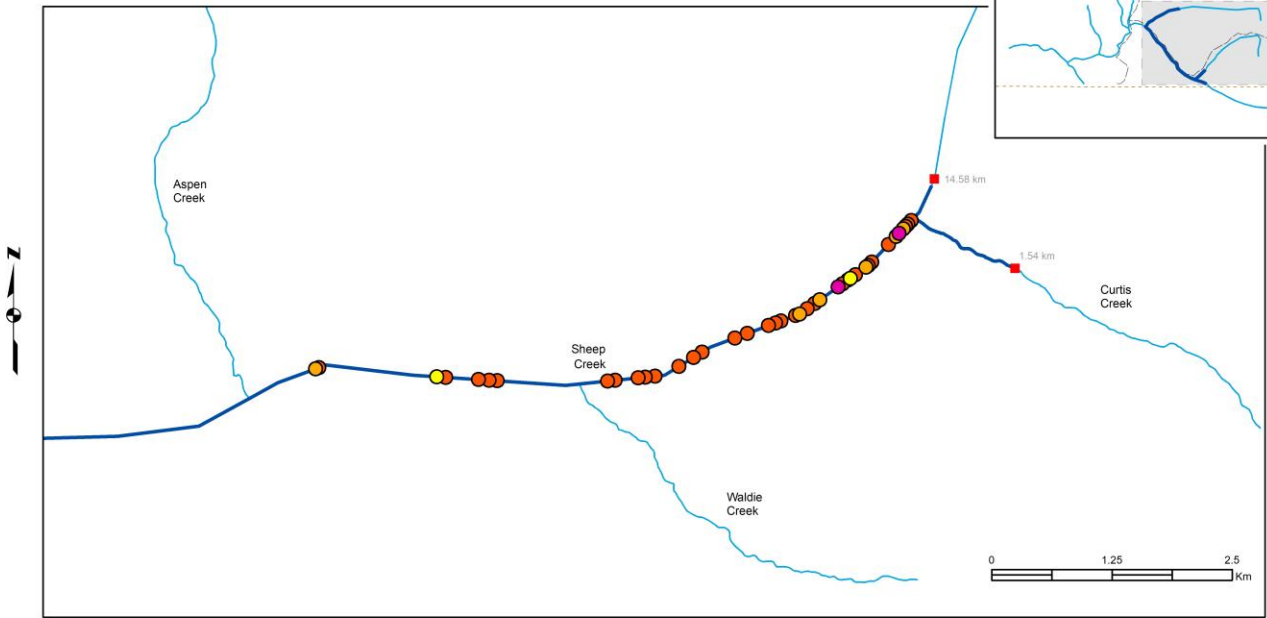 Aspen
Creek
14.58 km
1.54 km
Curtis
Creek
Sheep
Creek
Waldie
Creek
N
0 1.25 2.5
Km